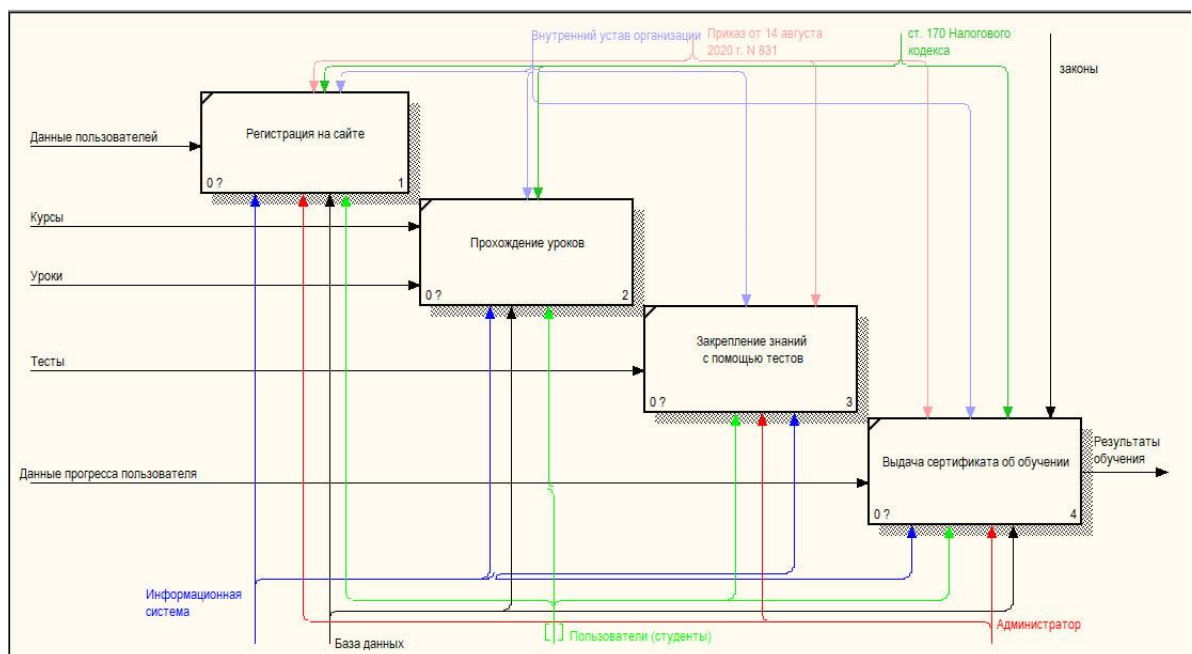 Внутренний устав организации
Приказ от 14 августа
2020 г. N 831
ст. 170 Налогового
кодекса
законы
Данные пользователей
Регистрация на сайте
0 ?
1
Курсы
Прохождение уроков
Уроки
0 ?
2
Закрепление знаний
с помощью тестов
Тесты
0 ?
3
Результаты
обучения
Выдача сертификата об обучении
Данные прогресса пользователя
0 ?
4
Информационная
система
База данных
Пользователи (студенты)
Администратор